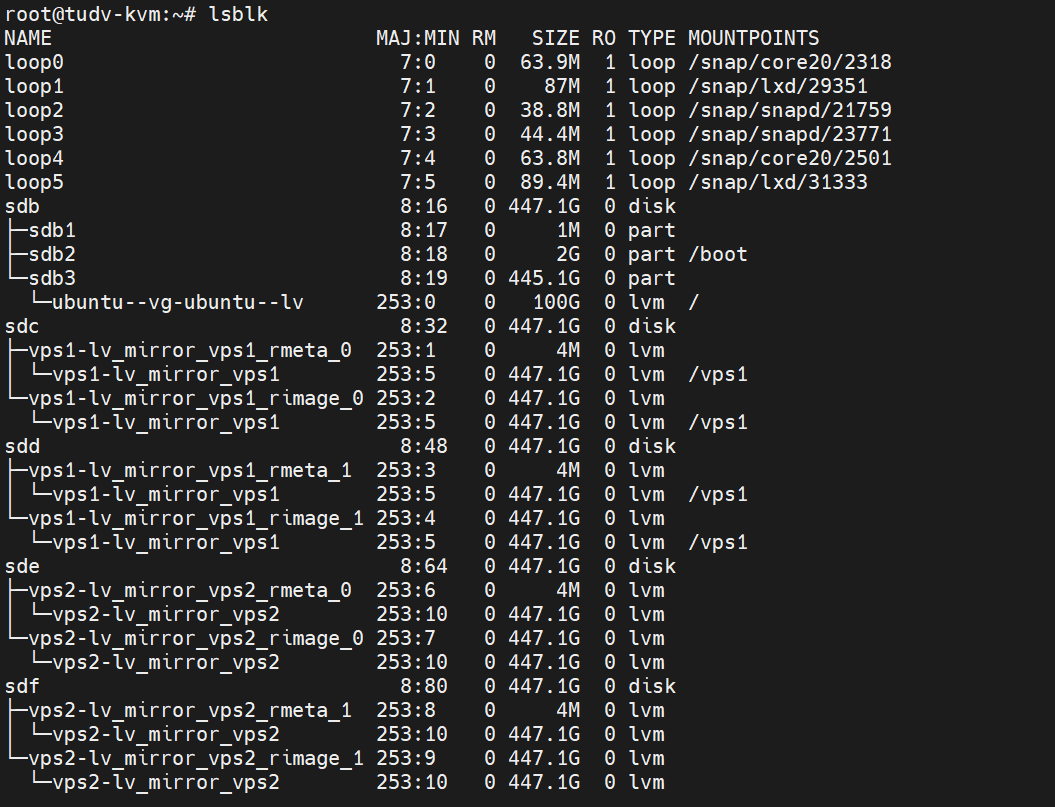 root@tudv-kvm:~# lsblk
NAME                           MAJ:MIN RM   SIZE RO TYPE MOUNTPOINTS
loop0                            7:0    0  63.9M  1 loop /snap/core20/2318
loop1                            7:1    0    87M  1 loop /snap/lxd/29351
loop2                            7:2    0  38.8M  1 loop /snap/snapd/21759
loop3                            7:3    0  44.4M  1 loop /snap/snapd/23771
loop4                            7:4    0  63.8M  1 loop /snap/core20/2501
loop5                            7:5    0  89.4M  1 loop /snap/lxd/31333
sdb                              8:16   0 447.1G  0 disk
├─sdb1                           8:17   0     1M  0 part
├─sdb2                           8:18   0     2G  0 part /boot
└─sdb3                           8:19   0 445.1G  0 part
  └─ubuntu--vg-ubuntu--lv      253:0    0   100G  0 lvm  /
sdc                              8:32   0 447.1G  0 disk
├─vps1-lv_mirror_vps1_rmeta_0  253:1    0     4M  0 lvm
│ └─vps1-lv_mirror_vps1        253:5    0 447.1G  0 lvm  /vps1
└─vps1-lv_mirror_vps1_rimage_0 253:2    0 447.1G  0 lvm
  └─vps1-lv_mirror_vps1        253:5    0 447.1G  0 lvm  /vps1
sdd                              8:48   0 447.1G  0 disk
├─vps1-lv_mirror_vps1_rmeta_1  253:3    0     4M  0 lvm
│ └─vps1-lv_mirror_vps1        253:5    0 447.1G  0 lvm  /vps1
└─vps1-lv_mirror_vps1_rimage_1 253:4    0 447.1G  0 lvm
  └─vps1-lv_mirror_vps1        253:5    0 447.1G  0 lvm  /vps1
sde                              8:64   0 447.1G  0 disk
├─vps2-lv_mirror_vps2_rmeta_0  253:6    0     4M  0 lvm
│ └─vps2-lv_mirror_vps2        253:10   0 447.1G  0 lvm
└─vps2-lv_mirror_vps2_rimage_0 253:7    0 447.1G  0 lvm
  └─vps2-lv_mirror_vps2        253:10   0 447.1G  0 lvm
sdf                              8:80   0 447.1G  0 disk
├─vps2-lv_mirror_vps2_rmeta_1  253:8    0     4M  0 lvm
│ └─vps2-lv_mirror_vps2        253:10   0 447.1G  0 lvm
└─vps2-lv_mirror_vps2_rimage_1 253:9    0 447.1G  0 lvm
  └─vps2-lv_mirror_vps2        253:10   0 447.1G  0 lvm